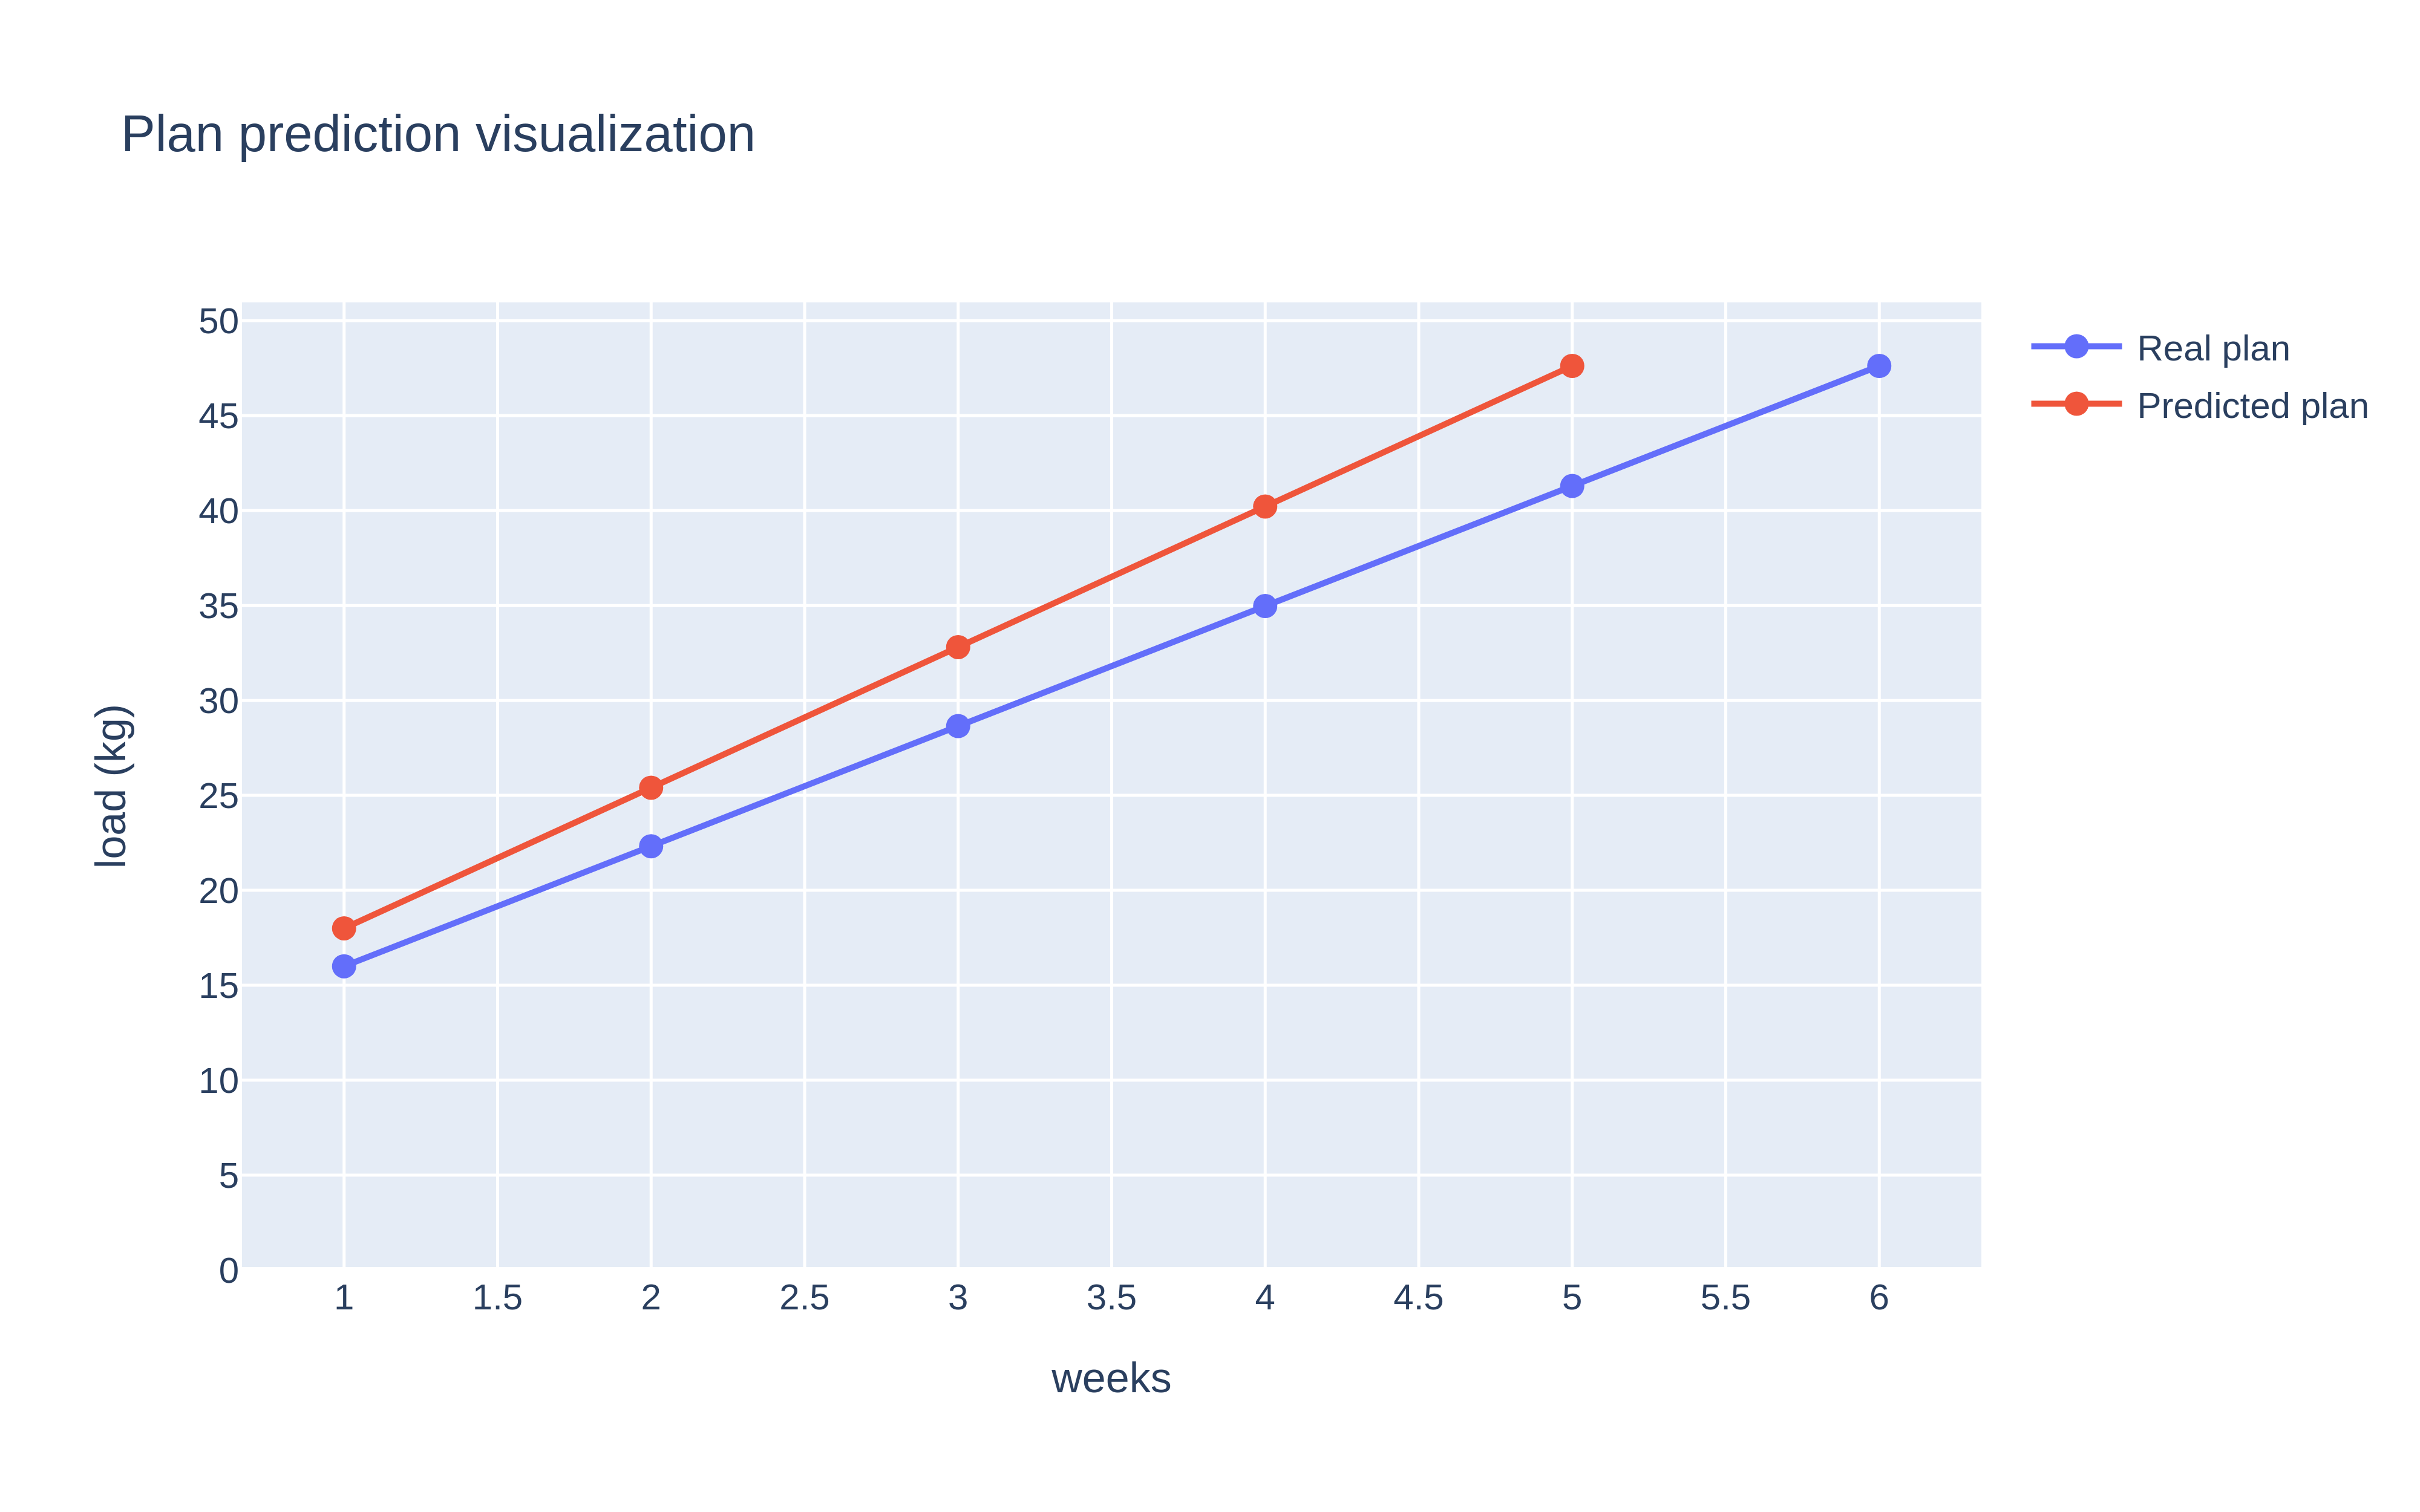 Plan prediction visualization
50
45
40
35
30
25
20
15
10
5
0
load (kg)
1 1.5 2 2.5 3 3.5 4 4.5 5 5.5 6
weeks
Real plan
Predicted plan